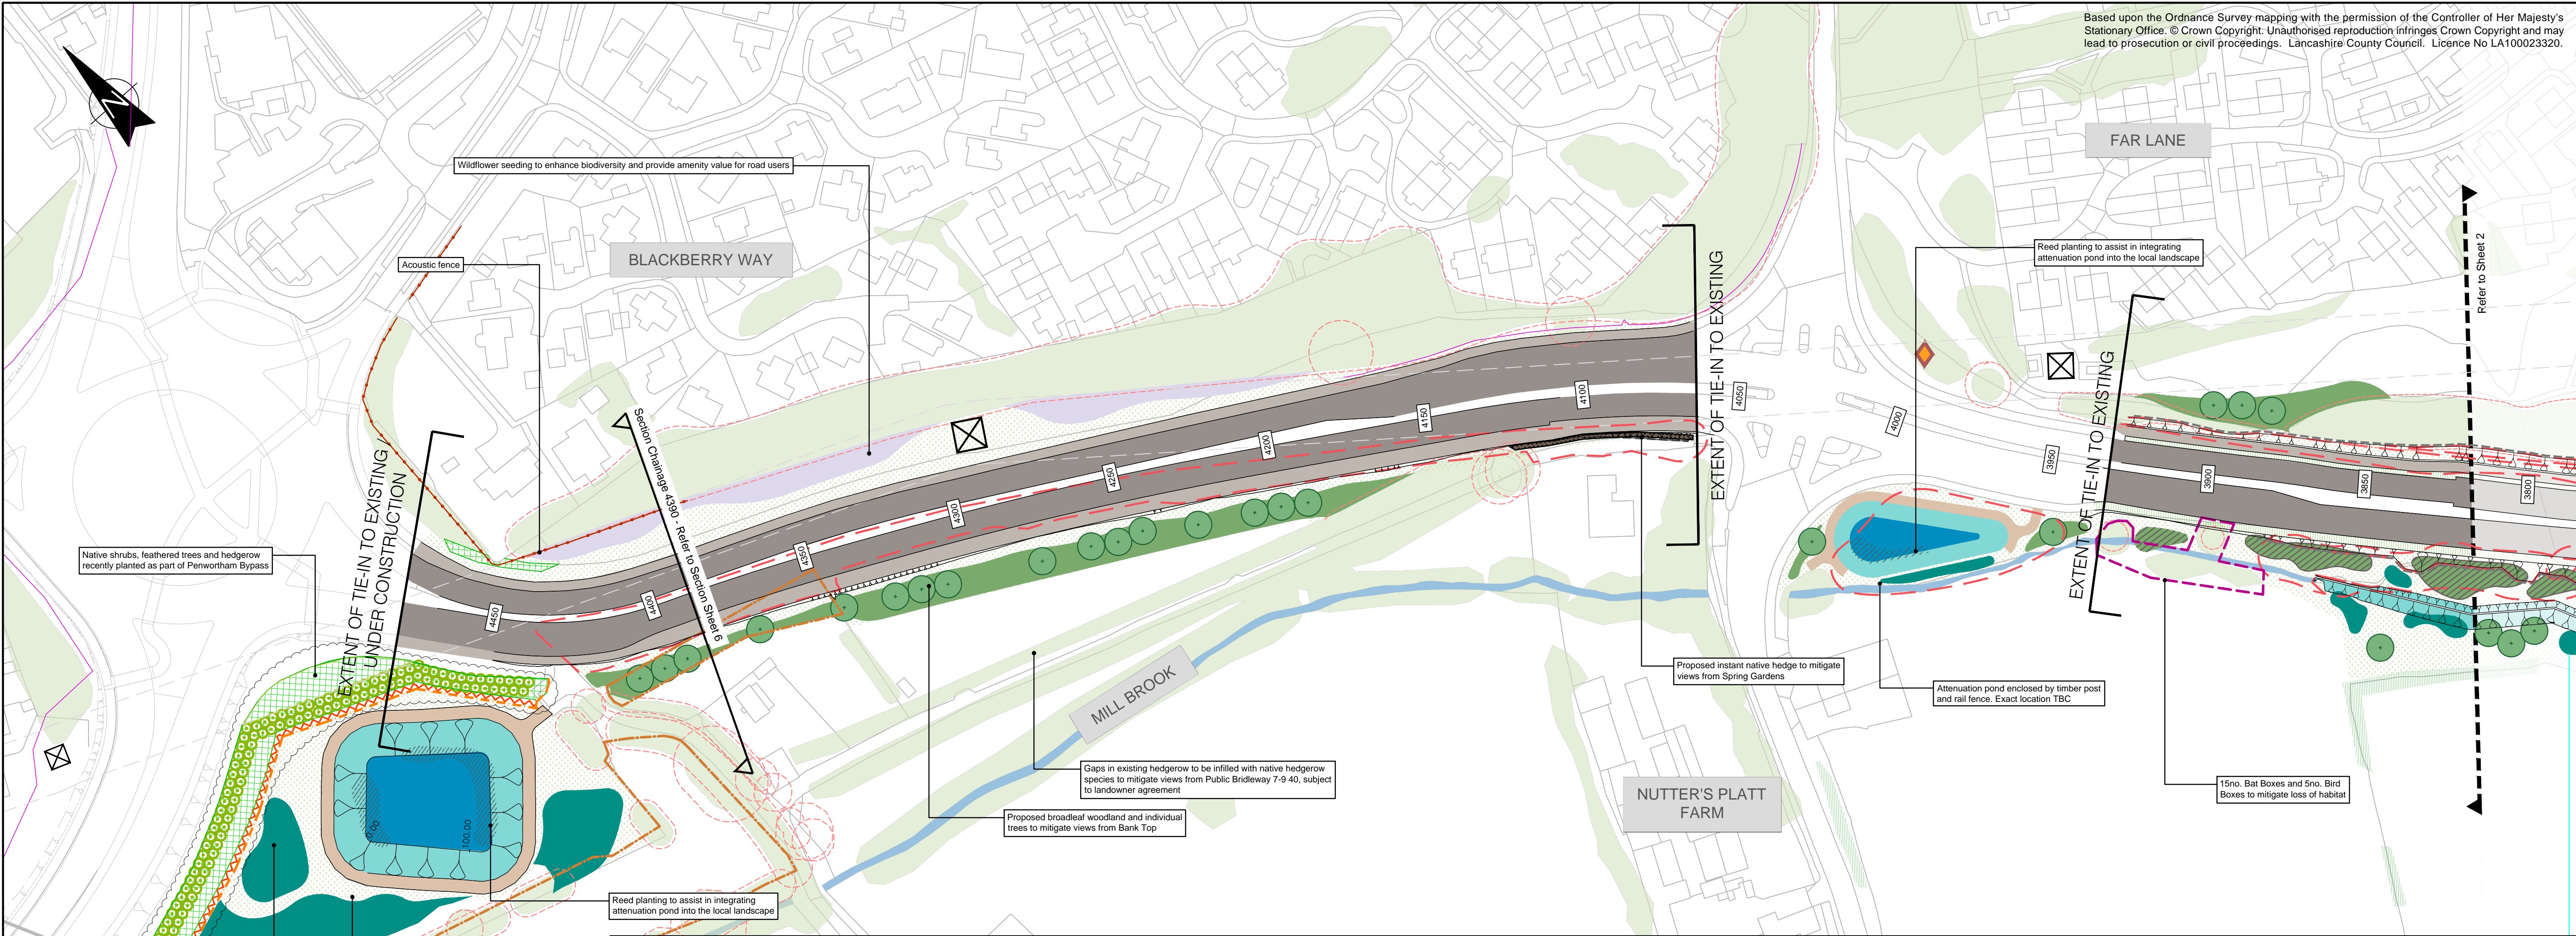 Based upon the Ordnance Survey mapping with the permission of the Controller of Her Majesty's
Stationary Office. © Crown Copyright. Unauthorised reproduction infringes Crown Copyright and may
lead to prosecution or civil proceedings. Lancashire County Council. Licence No LA100023320.
N
FAR LANE
Wildflower seeding to enhance biodiversity and provide amenity value for road users
BLACKBERRY WAY
Acoustic fence
Reed planting to assist in integrating
attenuation pond into the local landscape
Refer to Sheet 2
EXTENT OF TIE-IN TO EXISTING
EXTENT OF TIE-IN TO EXISTING
EXTENT OF TIE-IN TO EXISTING /
UNDER CONSTRUCTION
Section Chainage 4390 - Refer to Section Sheet 6
4450
4400
4350
4300
4250
4200
4150
4100
4050
4000
3950
3900
3850
3800
Native shrubs, feathered trees and hedgerow
recently planted as part of Penwortham Bypass
Proposed instant native hedge to mitigate
views from Spring Gardens
Attenuation pond enclosed by timber post
and rail fence. Exact location TBC
MILL BROOK
Gaps in existing hedgerow to be infilled with native hedgerow
species to mitigate views from Public Bridleway 7-9 40, subject
to landowner agreement
15no. Bat Boxes and 5no. Bird
Boxes to mitigate loss of habitat
NUTTER'S PLATT
FARM
Proposed broadleaf woodland and individual
trees to mitigate views from Bank Top
100.00
Reed planting to assist in integrating
attenuation pond into the local landscape